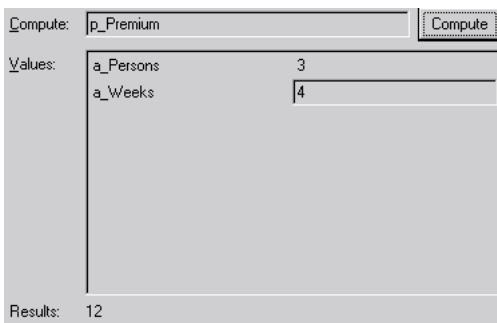 Compute: p_Premium Compute
Values: a_Persons 3
a_Weeks 4
Results: 12